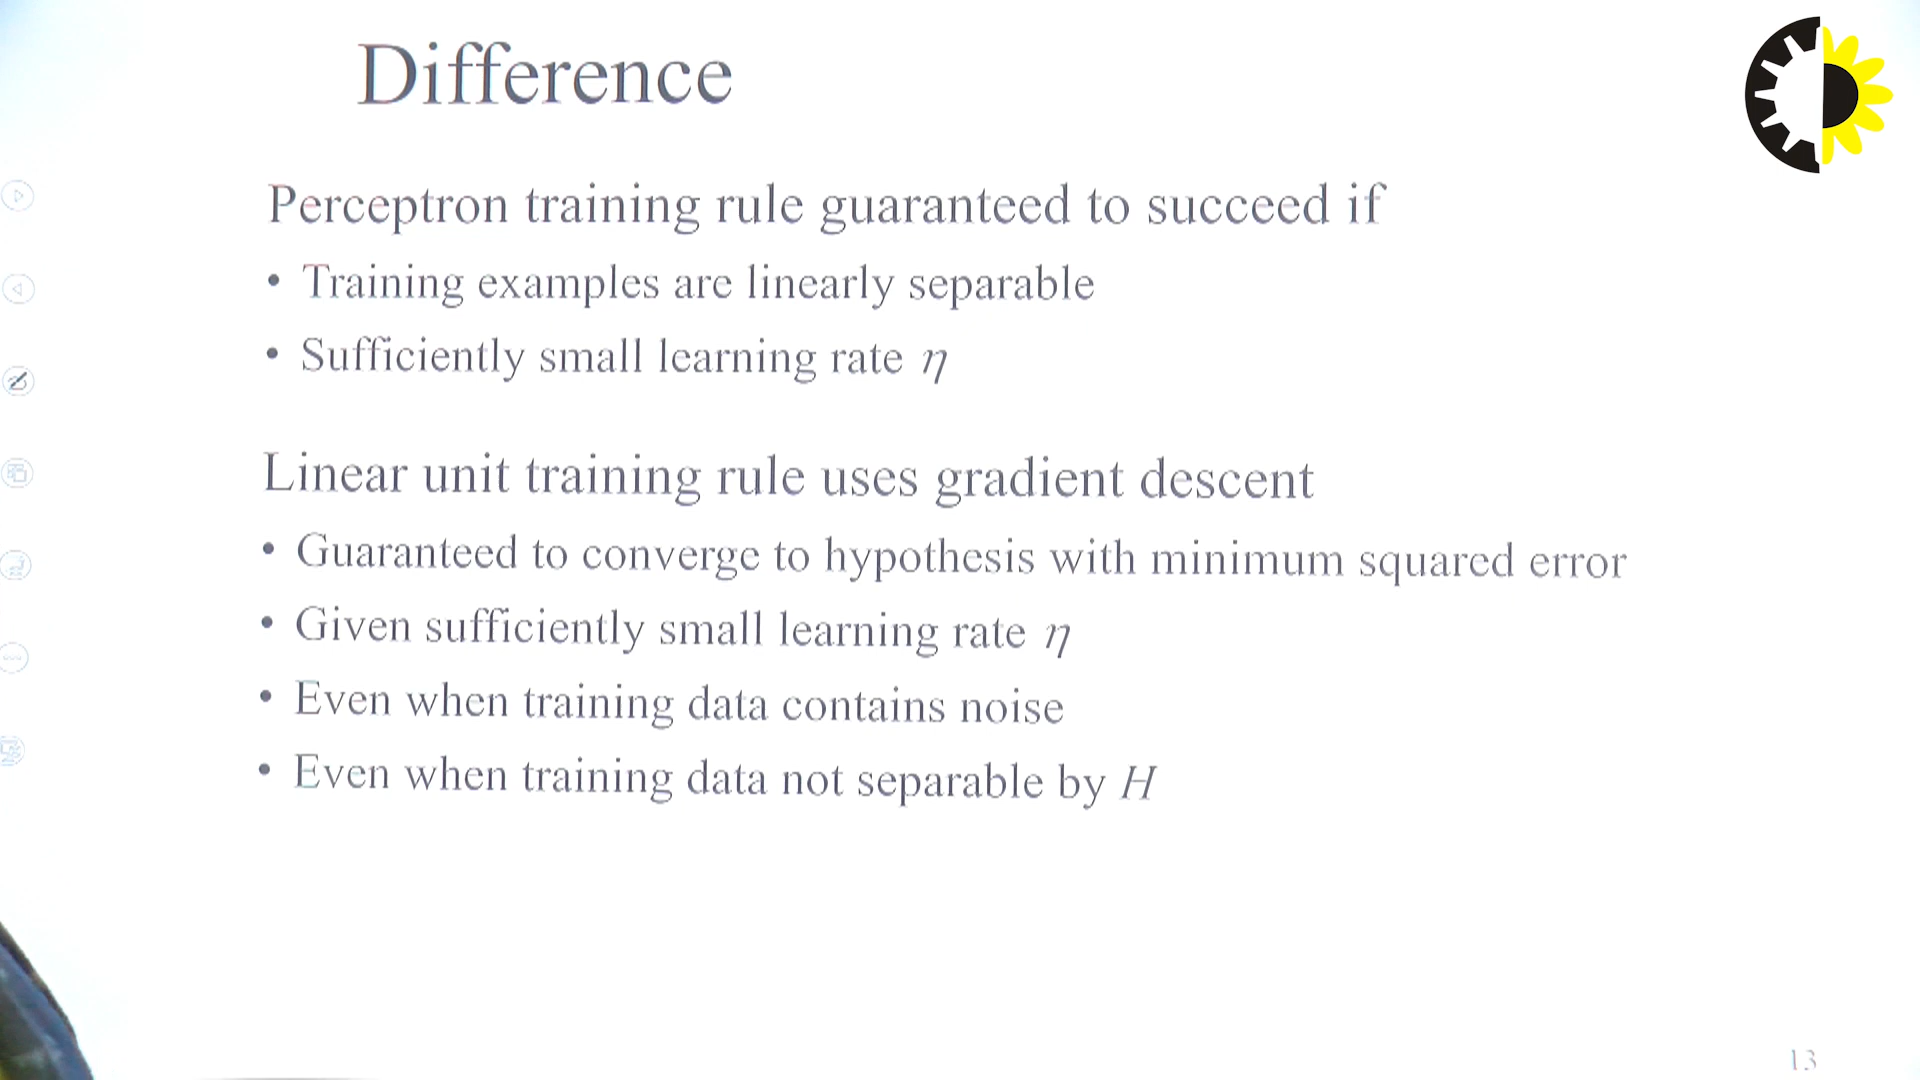 Difference
Perceptron training rule guaranteed to succeed if
• Training examples are linearly separable
• Sufficiently small learning rate η
Linear unit training rule uses gradient descent
• Guaranteed to converge to hypothesis with minimum squared error
• Given sufficiently small learning rate η
• Even when training data contains noise
• Even when training data not separable by H
13